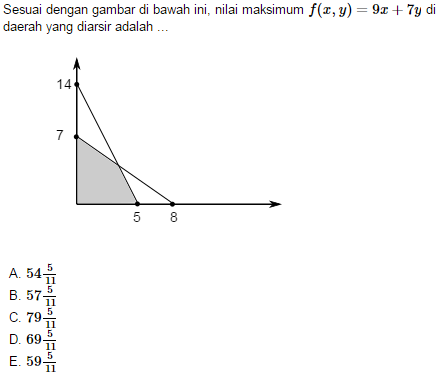 Sesuai dengan gambar di bawah ini, nilai maksimum f(x, y) = 9x + 7y di
daerah yang diarsir adalah ...
14
7
5 8
A. 54 5/11
B. 57 5/11
C. 79 5/11
D. 69 5/11
E. 59 5/11